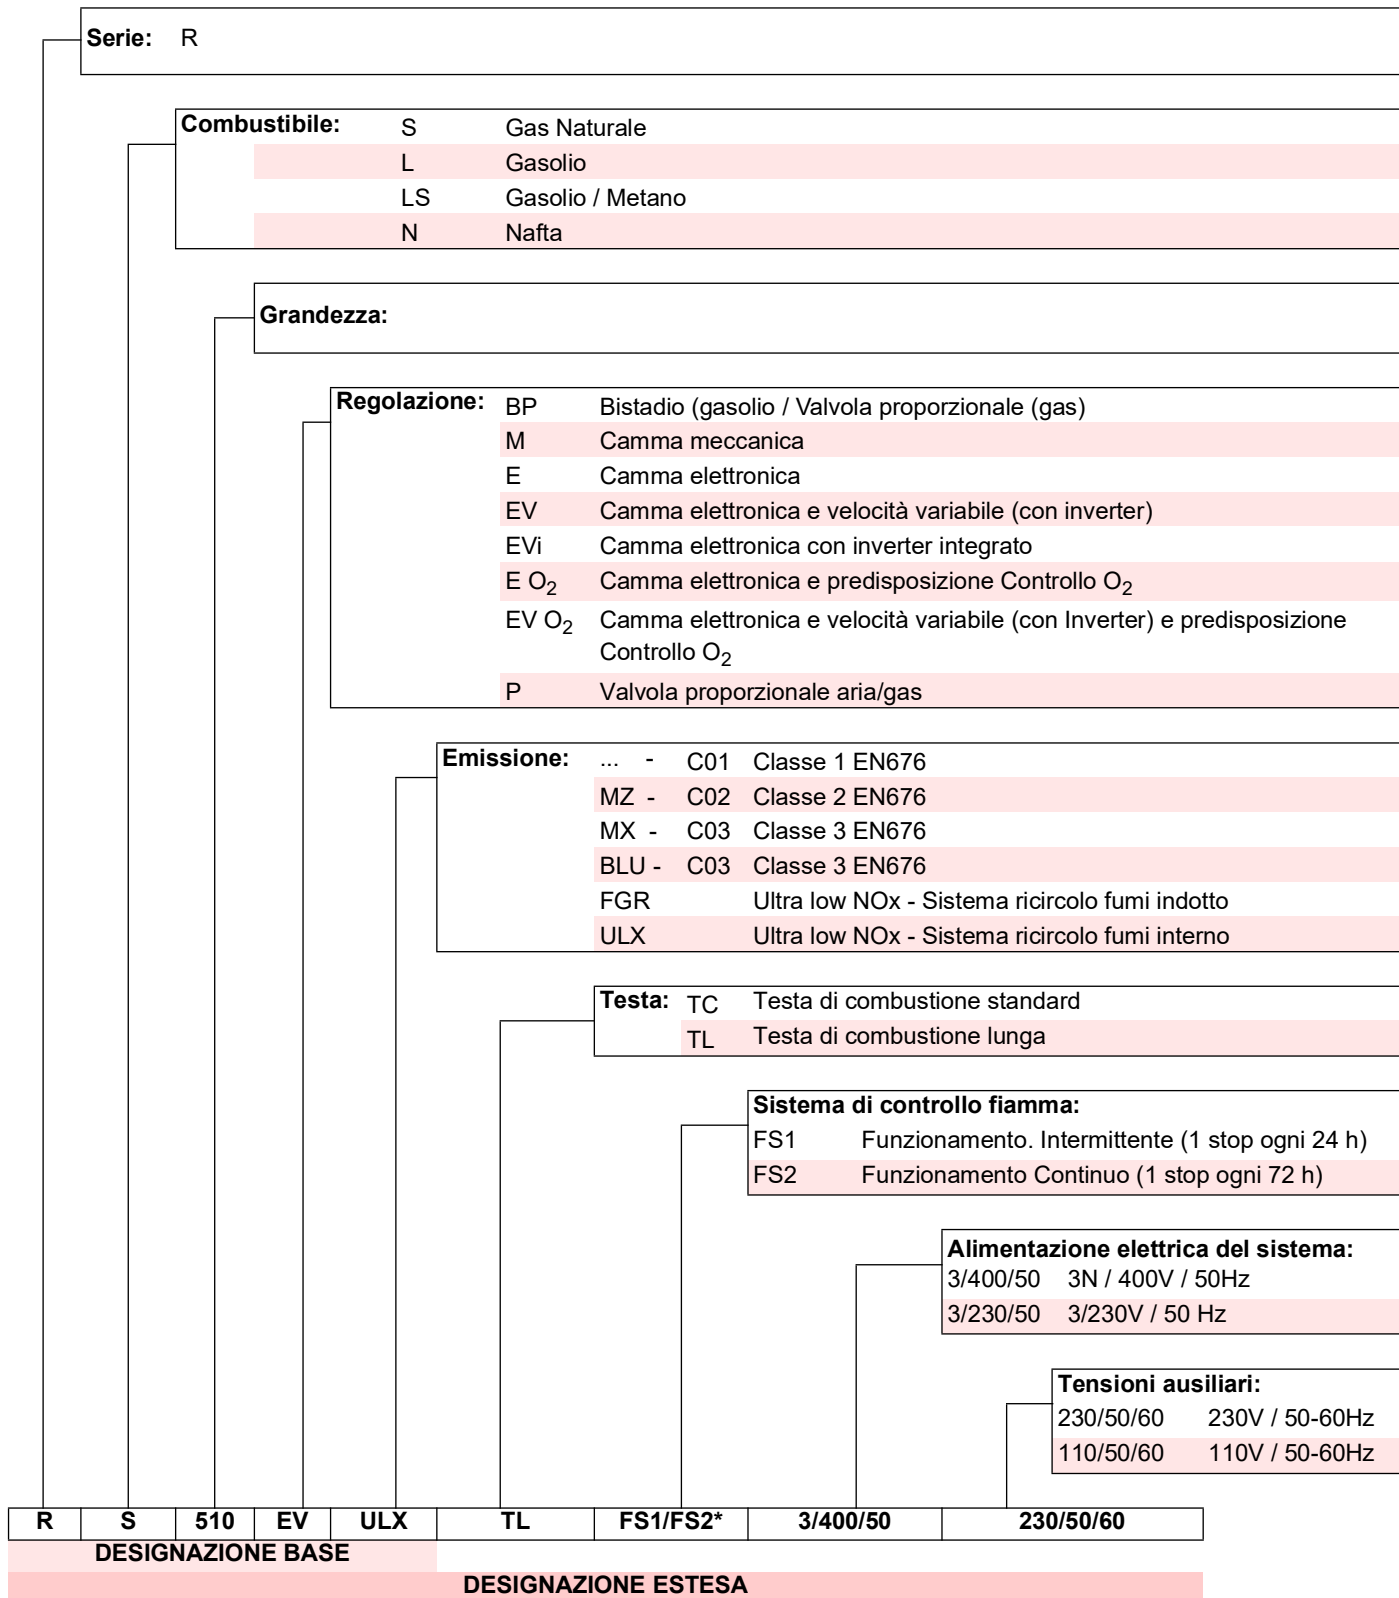 Serie: R
Combustibile: S Gas Naturale
L Gasolio
LS Gasolio / Metano
N Nafta
Grandezza:
Regolazione: BP Bistadio (gasolio / Valvola proporzionale (gas)
M Camma meccanica
E Camma elettronica
EV Camma elettronica e velocità variabile (con inverter)
EVi Camma elettronica con inverter integrato
E O2 Camma elettronica e predisposizione Controllo O2
EV O2 Camma elettronica e velocità variabile (con Inverter) e predisposizione
Controllo O2
P Valvola proporzionale aria/gas
Emissione: ... - C01 Classe 1 EN676
MZ - C02 Classe 2 EN676
MX - C03 Classe 3 EN676
BLU - C03 Classe 3 EN676
FGR Ultra low NOx - Sistema ricircolo fumi indotto
ULX Ultra low NOx - Sistema ricircolo fumi interno
Testa: TC Testa di combustione standard
TL Testa di combustione lunga
Sistema di controllo fiamma:
FS1 Funzionamento. Intermittente (1 stop ogni 24 h)
FS2 Funzionamento Continuo (1 stop ogni 72 h)
Alimentazione elettrica del sistema:
3/400/50 3N / 400V / 50Hz
3/230/50 3/230V / 50 Hz
Tensioni ausiliari:
230/50/60 230V / 50-60Hz
110/50/60 110V / 50-60Hz
R S 510 EV ULX TL FS1/FS2* 3/400/50 230/50/60
DESIGNAZIONE BASE
DESIGNAZIONE ESTESA